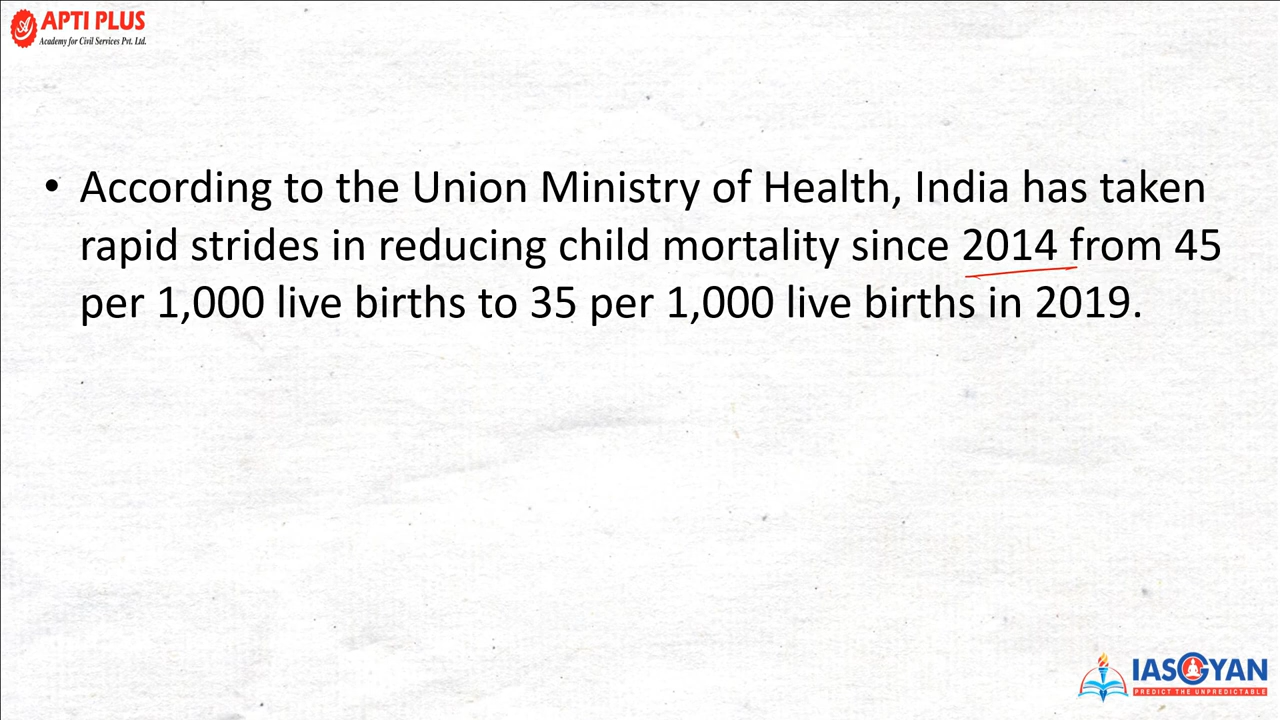 APTI PLUS
Academy for Civil Services Pvt. Ltd.
• According to the Union Ministry of Health, India has taken
rapid strides in reducing child mortality since 2014 from 45
per 1,000 live births to 35 per 1,000 live births in 2019.
IASGYAN
PREDICT THE UNPREDICTABLE